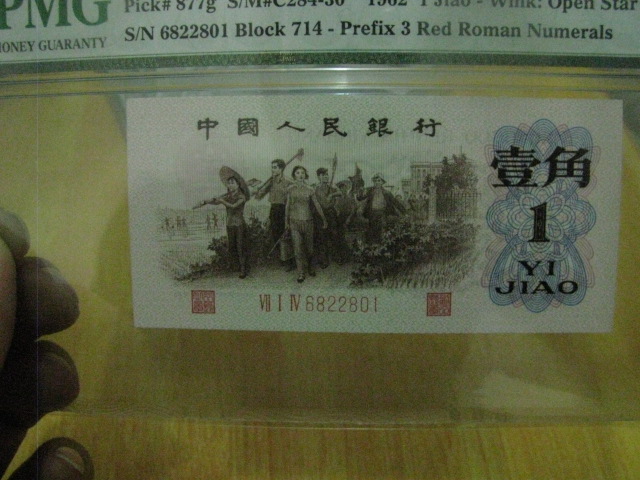 PMG
MONEY GUARANTY
Pick# 877g S/M#C284-30 1962 1 Jiao - Wmk: Open Star
S/N 6822801 Block 714 - Prefix 3 Red Roman Numerals
中國人民銀行
壹角
1
YI
JIAO
Ⅶ Ⅰ Ⅳ 6822801